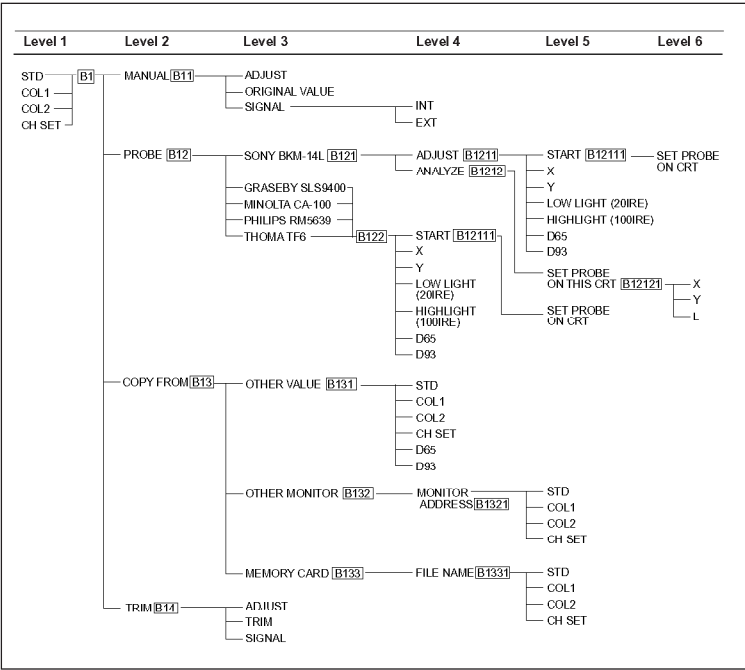 Level 1 Level 2 Level 3 Level 4 Level 5 Level 6
STD B1 MANUAL B11 ADJUST
COL1 ORIGINAL VALUE
COL2 SIGNAL INT
CH SET EXT
PROBE B12 SONY BKM-14L B121 ADJUST B1211 START B12111 SET PROBE
ON CRT
ANALYZE B1212 X
Y
GRASEBY SLS9400
MINOLTA CA-100
LOW LIGHT (20IRE)
PHILIPS RM5639
HIGHLIGHT (100IRE)
THOMA TF6 B122 START B12111 D65
X D93
Y
SET PROBE
ON THIS CRT B12121 X
LOW LIGHT
(20IRE)
Y
HIGHLIGHT
(100IRE)
SET PROBE
ON CRT
L
D65
D93
COPY FROM B13 OTHER VALUE B131 STD
COL1
COL2
CH SET
D65
D93
OTHER MONITOR B132 MONITOR
ADDRESS B1321
STD
COL1
COL2
CH SET
MEMORY CARD B133 FILE NAME B1331 STD
COL1
COL2
CH SET
TRIM B14 ADJUST
TRIM
SIGNAL